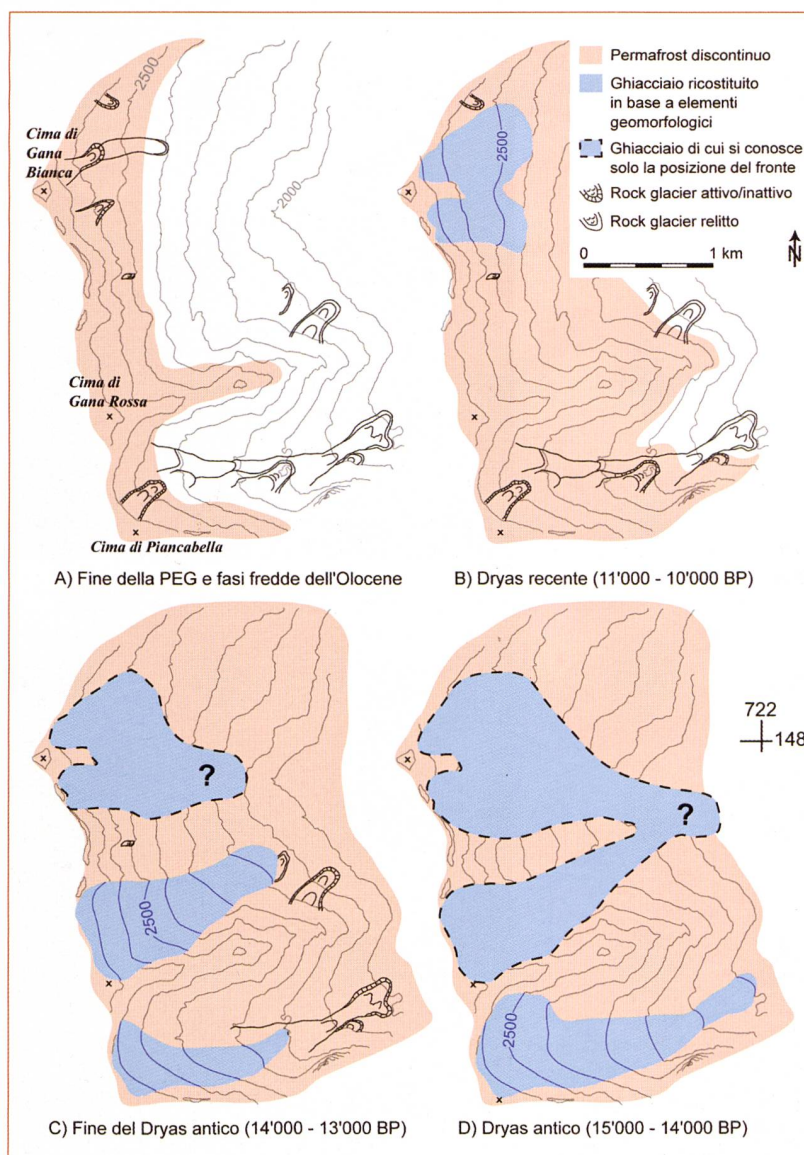 2500
Cima di
Gana
Bianca
2000
Cima di
Gana Rossa
Cima di Piancabella
A) Fine della PEG e fasi fredde dell'Olocene
2500
Permafrost discontinuo
Ghiacciaio ricostituito
in base a elementi
geomorfologici
Ghiacciaio di cui si conosce
solo la posizione del fronte
Rock glacier attivo/inattivo
Rock glacier relitto
0 1 km
N
B) Dryas recente (11'000 - 10'000 BP)
?
2500
C) Fine del Dryas antico (14'000 - 13'000 BP)
722
148
?
2500
D) Dryas antico (15'000 - 14'000 BP)